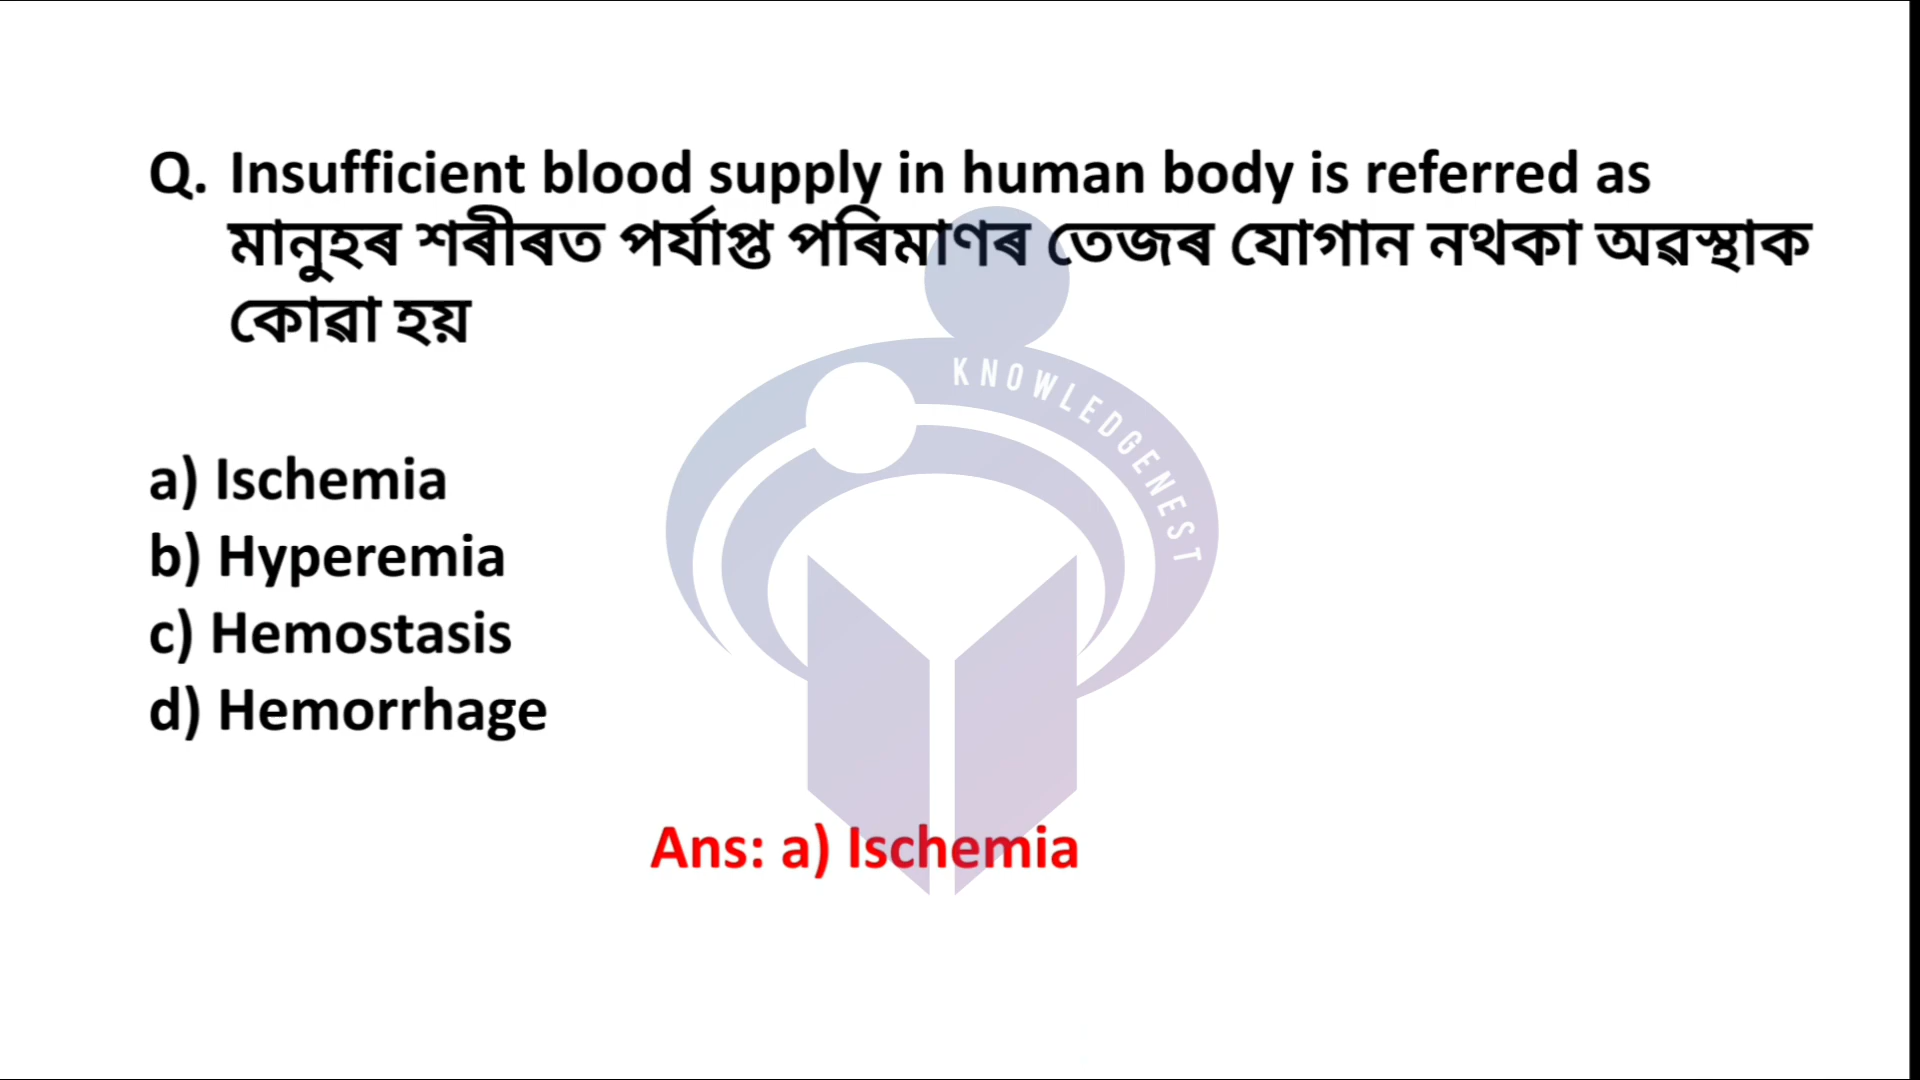 Q. Insufficient blood supply in human body is referred as
মানুহৰ শৰীৰত পৰ্যাপ্ত পৰিমাণৰ তেজৰ যোগান নথকা অৱস্থাক
কোৱা হয়
KNOWLEDGENEST
a) Ischemia
b) Hyperemia
c) Hemostasis
d) Hemorrhage
Ans: a) Ischemia